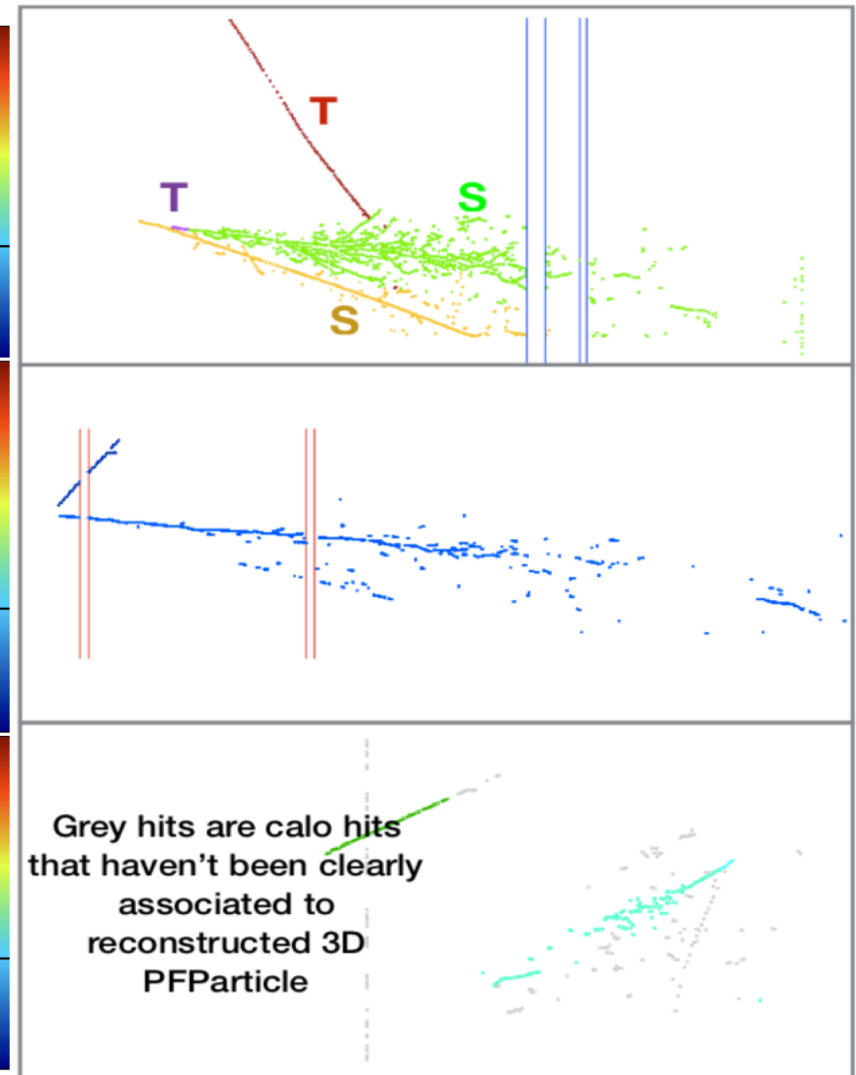 T
T
S
S
Grey hits are calo hits
that haven't been clearly
associated to
reconstructed 3D
PFParticle